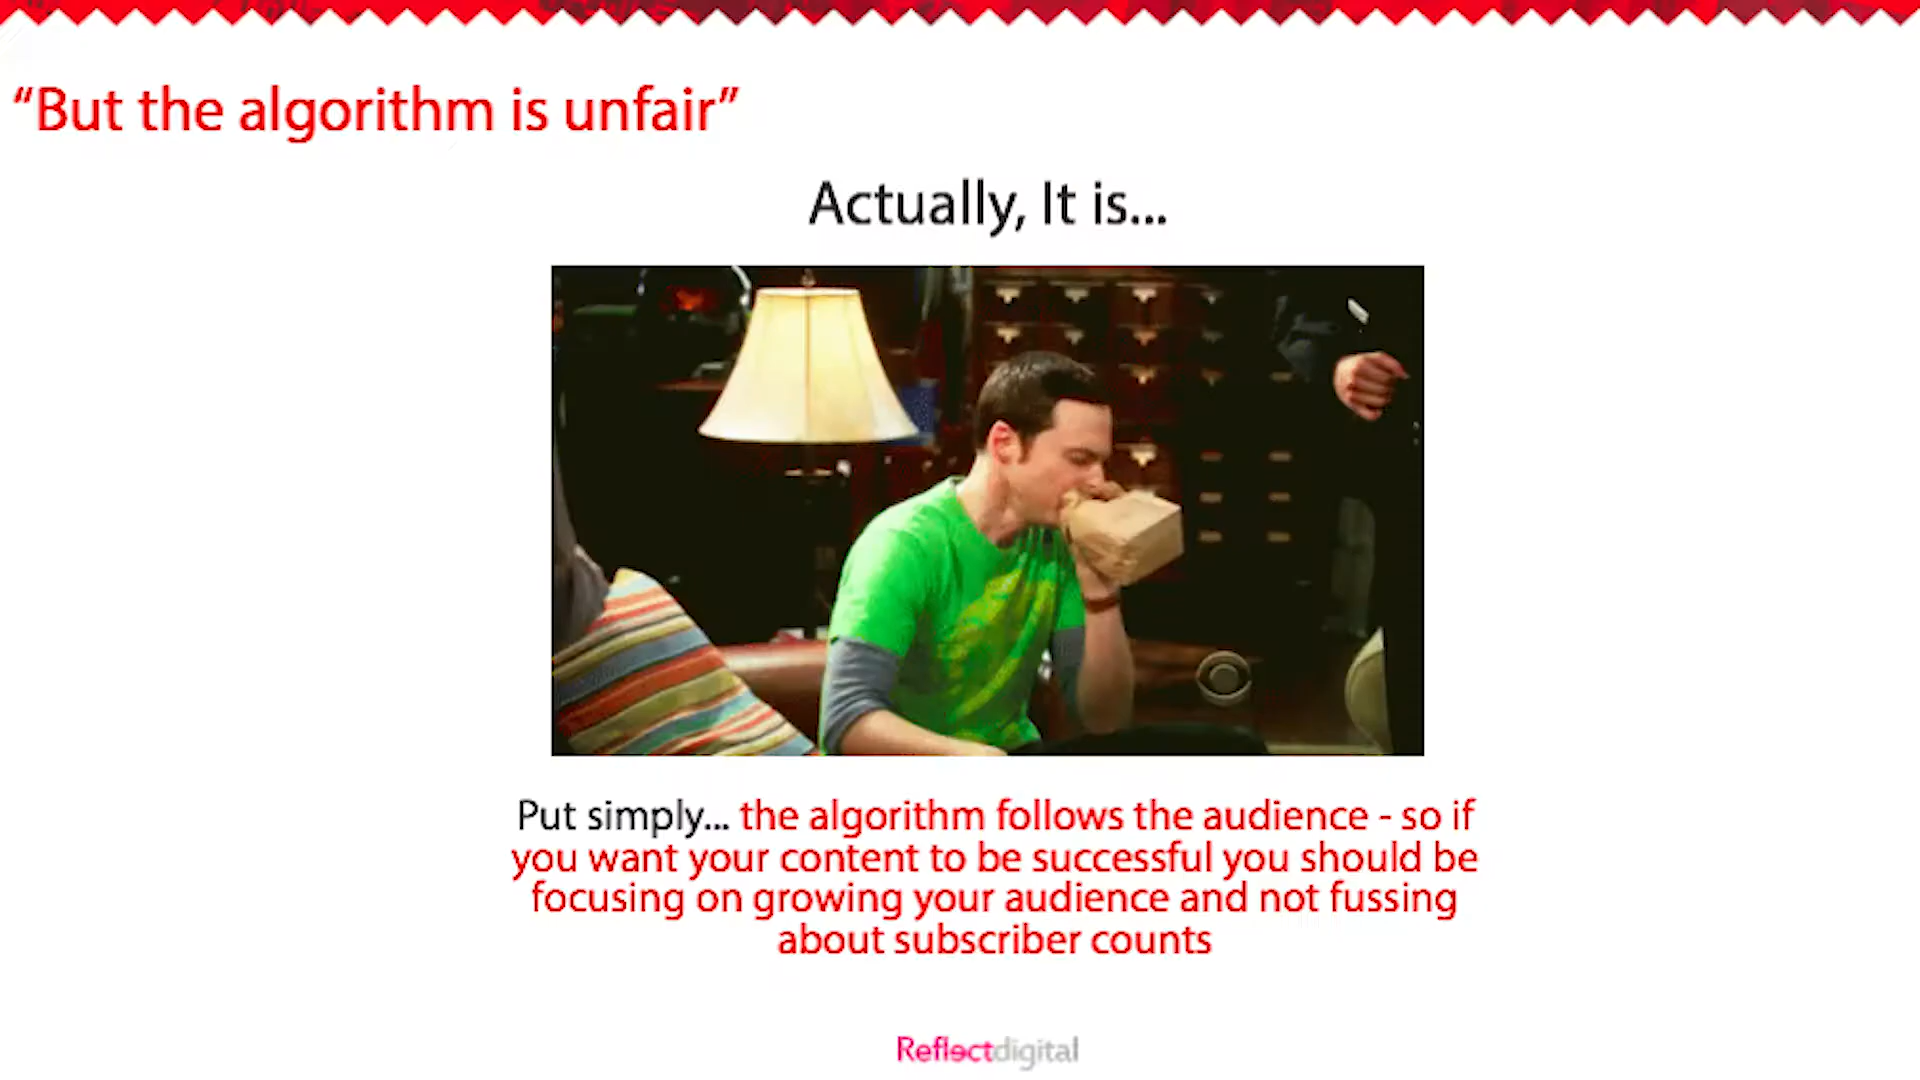 “But the algorithm is unfair”
Actually, It is...
Put simply... the algorithm follows the audience - so if
you want your content to be successful you should be
focusing on growing your audience and not fussing
about subscriber counts
Reflectdigital